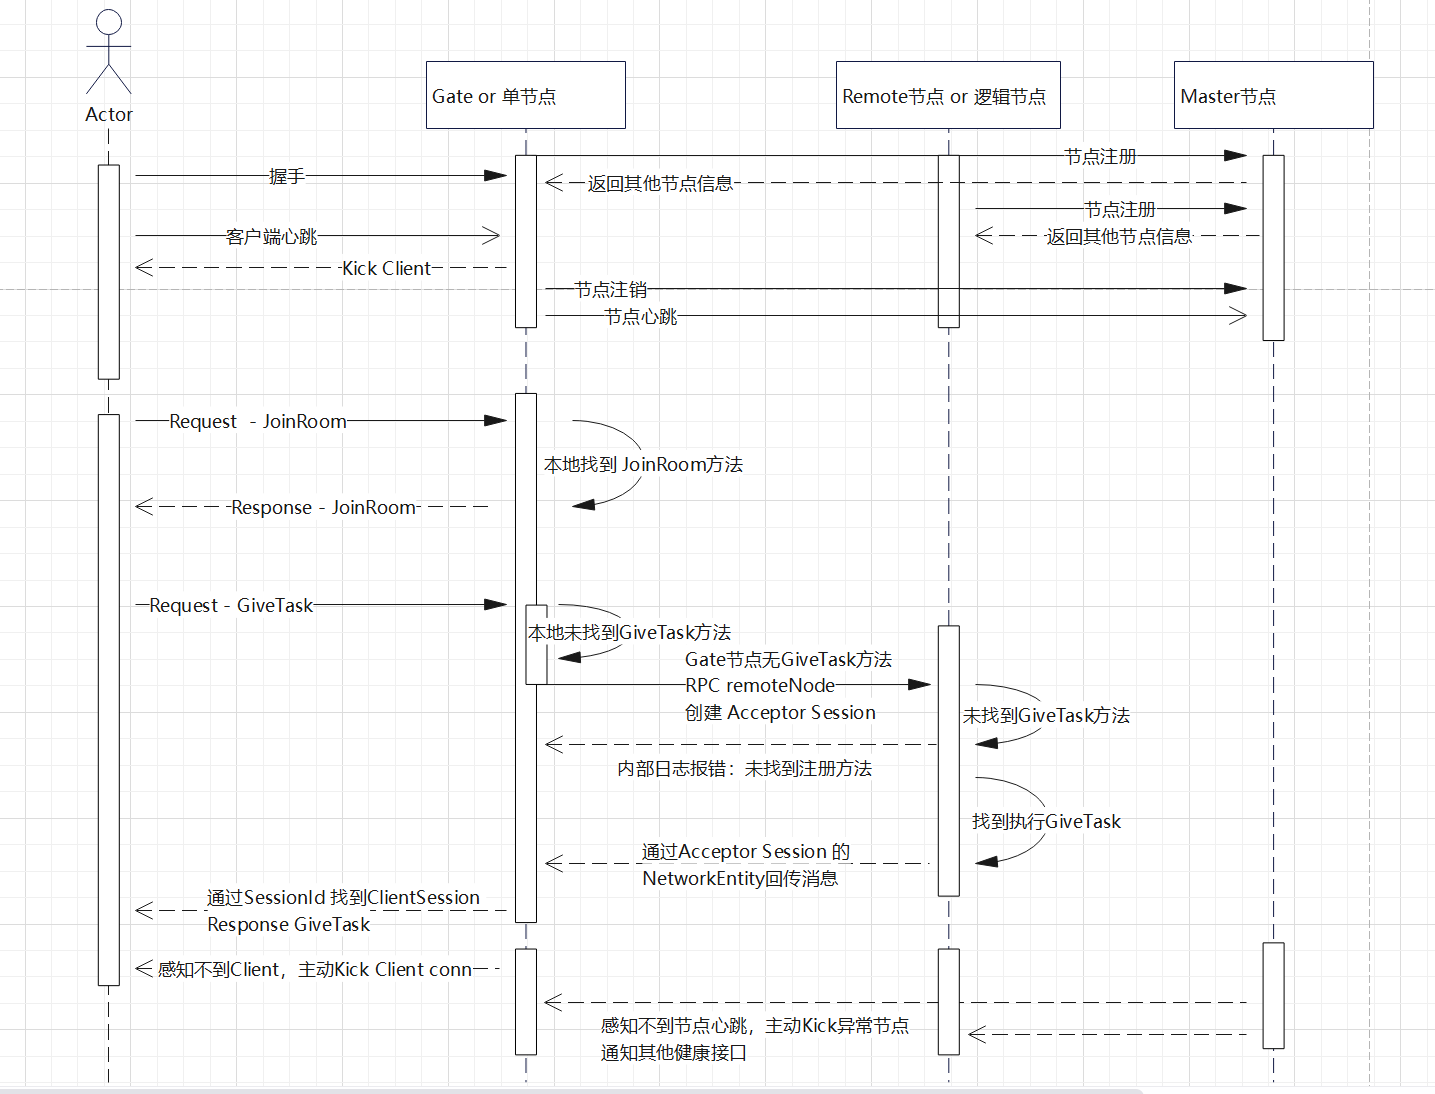 Actor
Gate or 单节点
Remote节点 or 逻辑节点
Master节点
节点注册
握手
返回其他节点信息
节点注册
客户端心跳
返回其他节点信息
Kick Client
节点注销
节点心跳
Request - JoinRoom
本地找到 JoinRoom方法
Response - JoinRoom
Request - GiveTask
本地未找到GiveTask方法
Gate节点无GiveTask方法
RPC remoteNode
创建 Acceptor Session
未找到GiveTask方法
内部日志报错：未找到注册方法
找到执行GiveTask
通过Acceptor Session 的
NetworkEntity回传消息
通过SessionId 找到ClientSession
Response GiveTask
感知不到Client，主动Kick Client conn
感知不到节点心跳，主动Kick异常节点
通知其他健康接口